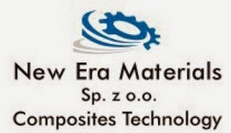 New Era Materials
Sp. z o.o.
Composites Technology